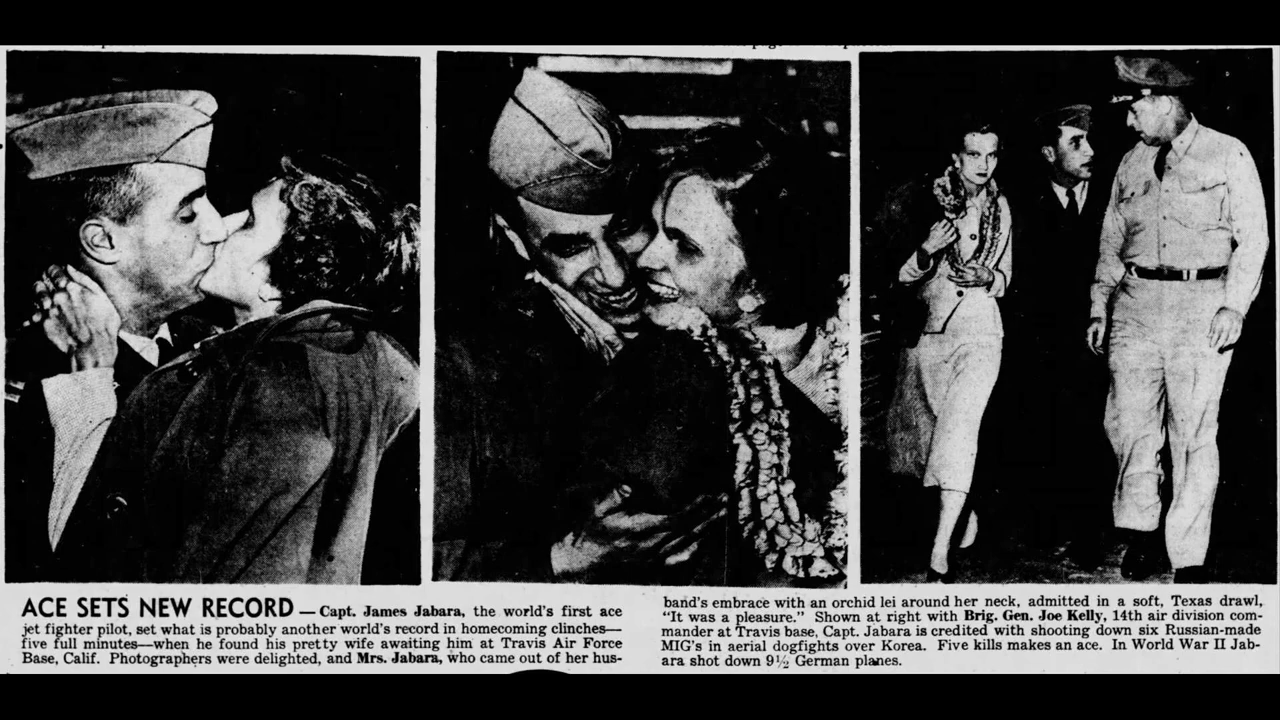 ACE SETS NEW RECORD — Capt. James Jabara, the world's first ace
jet fighter pilot, set what is probably another world's record in homecoming clinches—
five full minutes—when he found his pretty wife awaiting him at Travis Air Force
Base, Calif. Photographers were delighted, and Mrs. Jabara, who came out of her hus-
band's embrace with an orchid lei around her neck, admitted in a soft, Texas drawl,
"It was a pleasure." Shown at right with Brig. Gen. Joe Kelly, 14th air division com-
mander at Travis base, Capt. Jabara is credited with shooting down six Russian-made
MIG's in aerial dogfights over Korea. Five kills makes an ace. In World War II Jab-
ara shot down 9½ German planes.